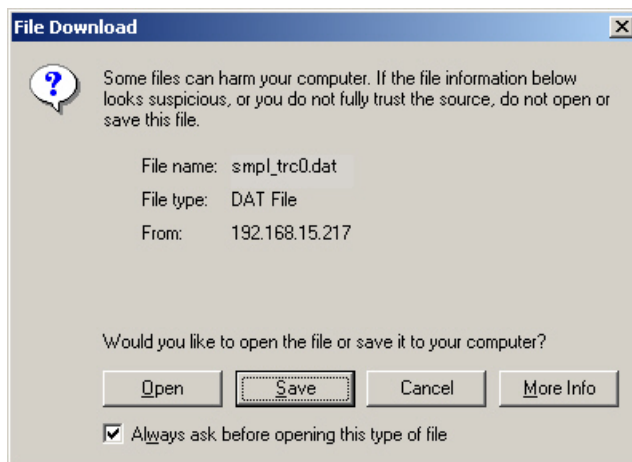 File Download
Some files can harm your computer. If the file information below
looks suspicious, or you do not fully trust the source, do not open or
save this file.
File name: smpl_trc0.dat
File type: DAT File
From: 192.168.15.217
Would you like to open the file or save it to your computer?
Open Save Cancel More Info
Always ask before opening this type of file